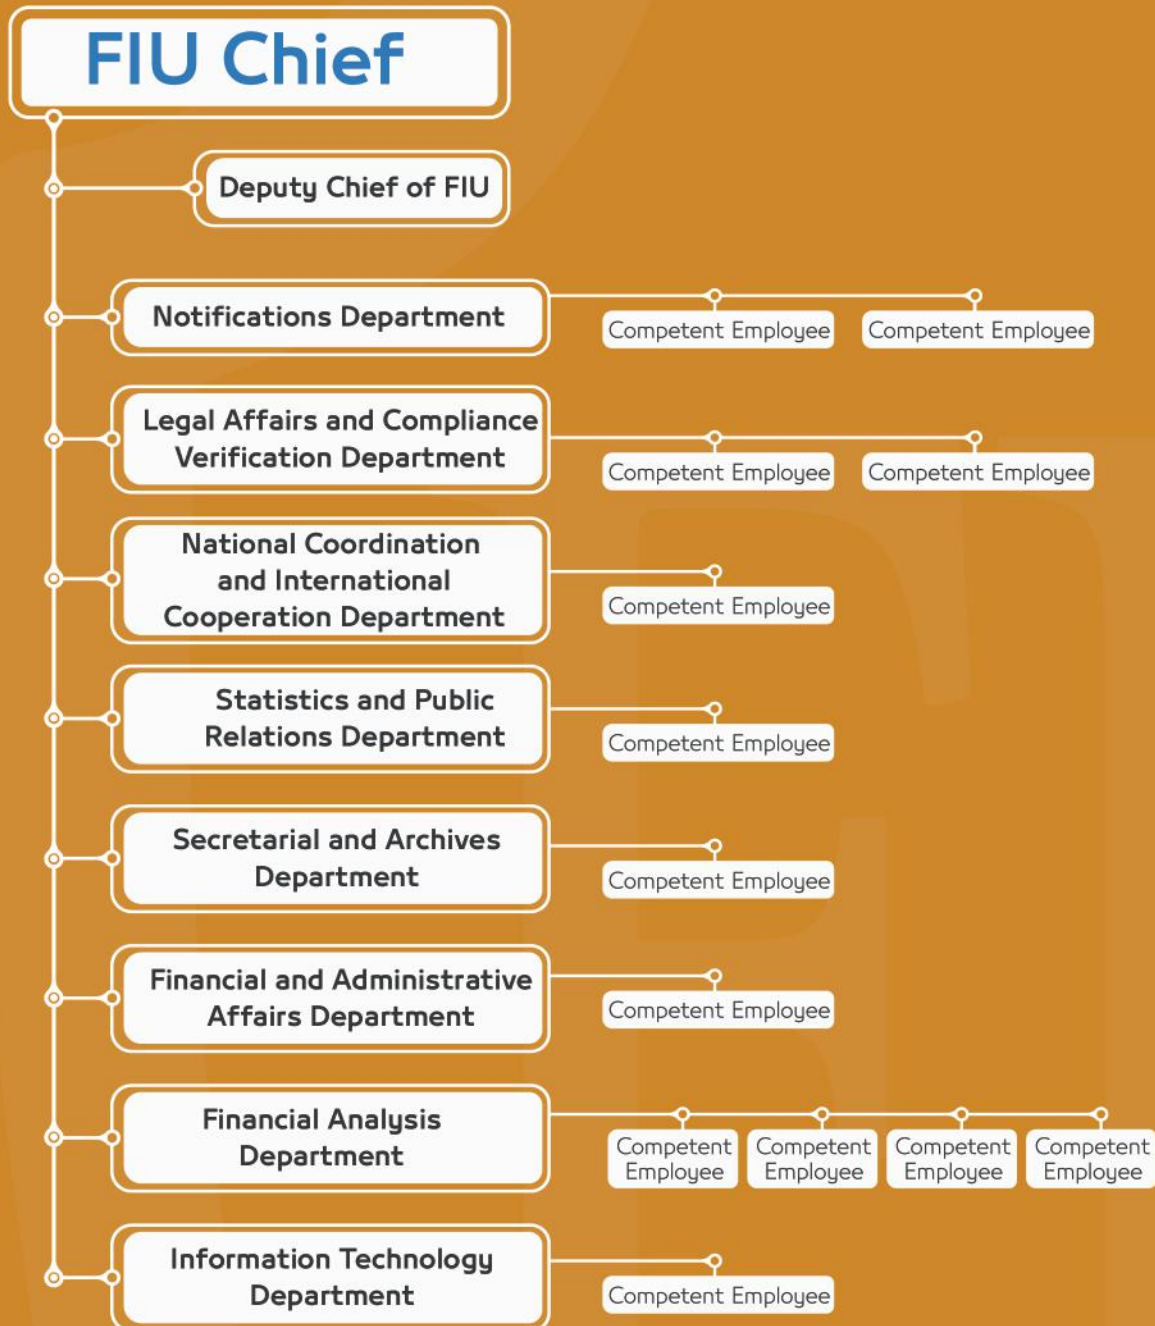 FIU Chief
Deputy Chief of FIU
Notifications Department
Competent Employee
Competent Employee
Legal Affairs and Compliance
Verification Department
Competent Employee
Competent Employee
National Coordination
and International
Cooperation Department
Competent Employee
Statistics and Public
Relations Department
Competent Employee
Secretarial and Archives
Department
Competent Employee
Financial and Administrative
Affairs Department
Competent Employee
Financial Analysis
Department
Competent
Employee
Competent
Employee
Competent
Employee
Competent
Employee
Information Technology
Department
Competent Employee